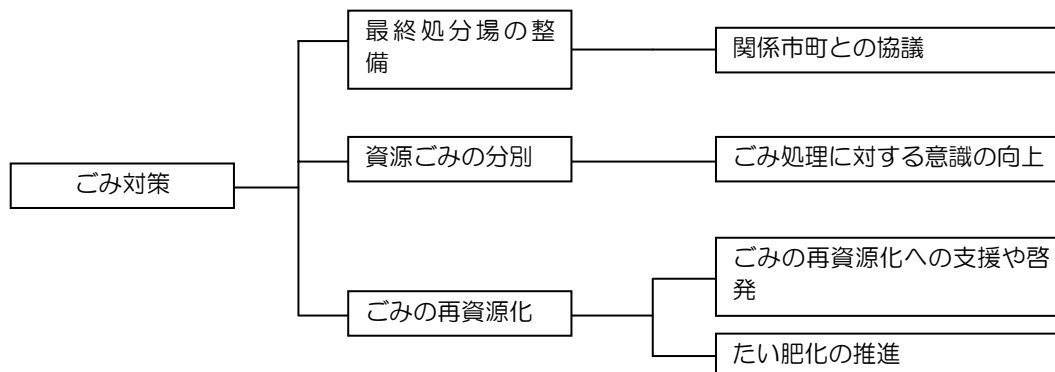 最終処分場の整
備
関係市町との協議
資源ごみの分別
ごみ処理に対する意識の向上
ごみ対策
ごみの再資源化への支援や啓
発
ごみの再資源化
たい肥化の推進